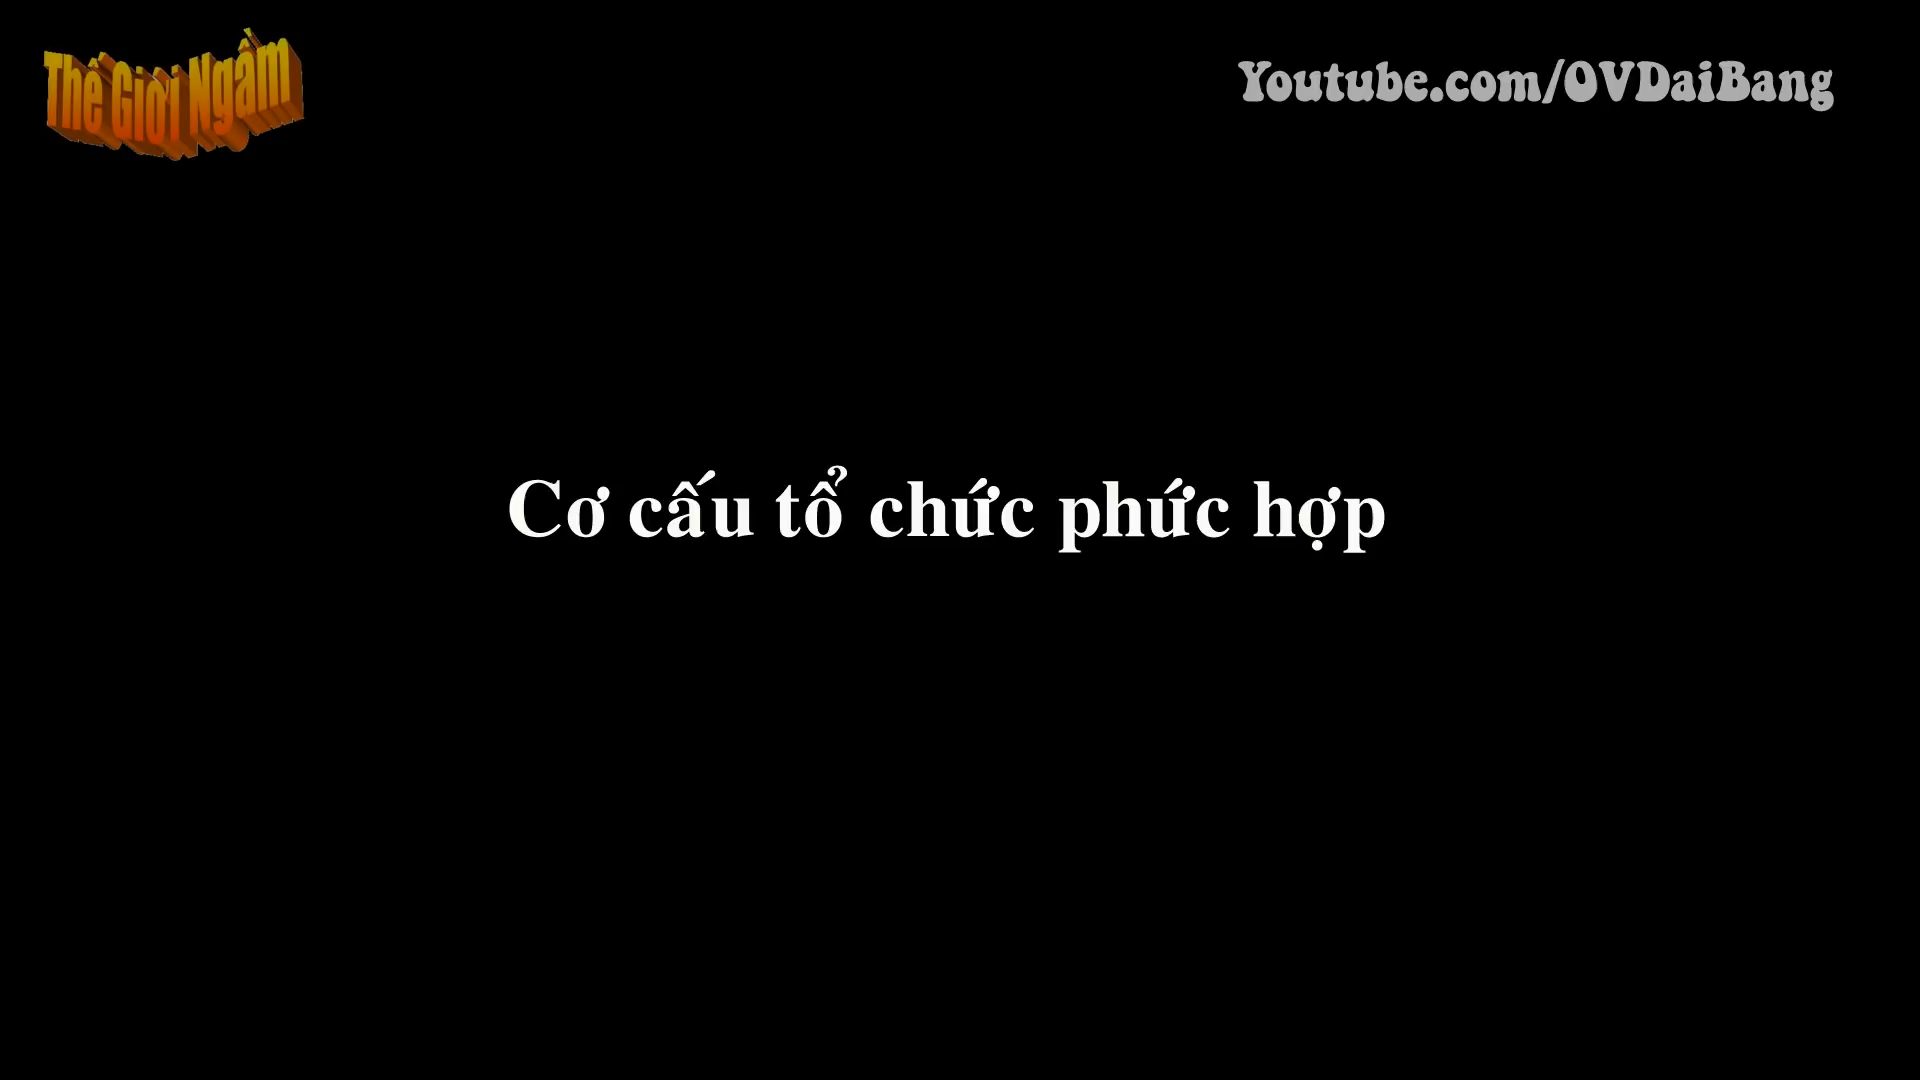 Thế Giới Ngầm
Youtube.com/OVDaiBang
Cơ cấu tổ chức phức hợp